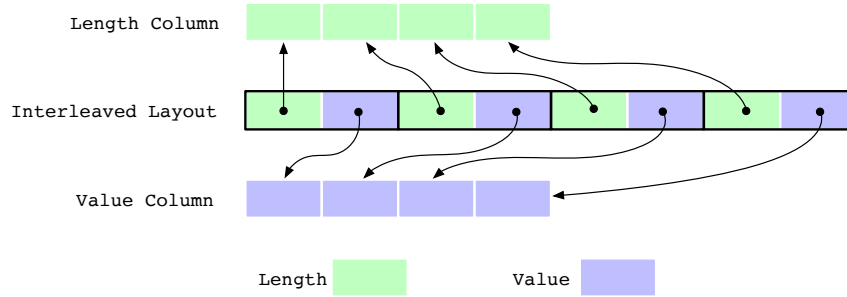 Length Column
Interleaved Layout
Value Column
Length
Value